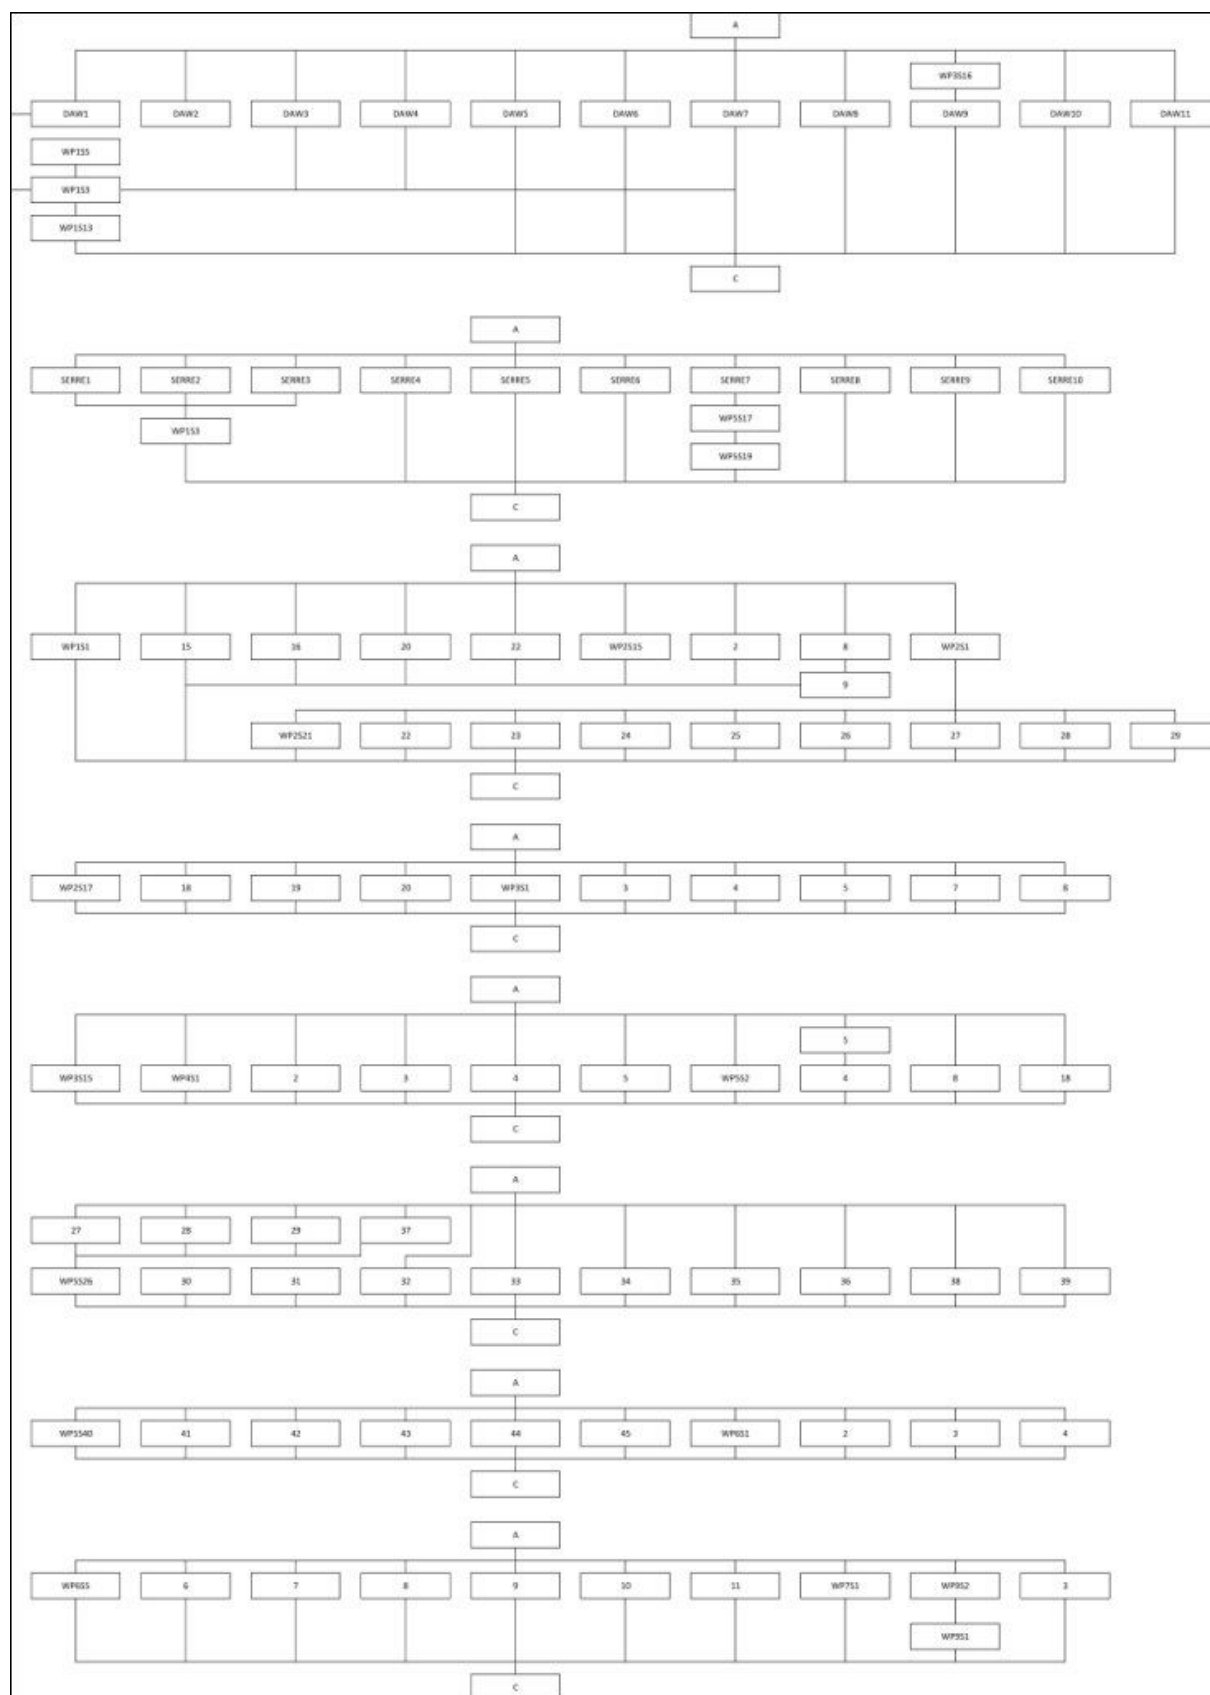 A
WP3S16
DAW1 DAW2 DAW3 DAW4 DAW5 DAW6 DAW7 DAW8 DAW9 DAW10 DAW11
WP1S5
WP1S3
WP1S13
C
A
SERRE1 SERRE2 SERRE3 SERRE4 SERRE5 SERRE6 SERRE7 SERRE8 SERRE9 SERRE10
WP5S17
WP1S3
WP5S19
C
A
WP1S1 15 16 20 22 WP2S15 2 8 WP2S1
9
WP2S21 22 23 24 25 26 27 28 29
C
A
WP2S17 18 19 20 WP3S1 3 4 5 7 8
C
A
5
WP3S15 WP4S1 2 3 4 5 WP5S2 4 8 18
C
A
27 28 29 37
WP5S26 30 31 32 33 34 35 36 38 39
C
A
WP5S40 41 42 43 44 45 WP6S1 2 3 4
C
A
WP6S5 6 7 8 9 10 11 WP7S1 WP9S2 3
WP9S1
C